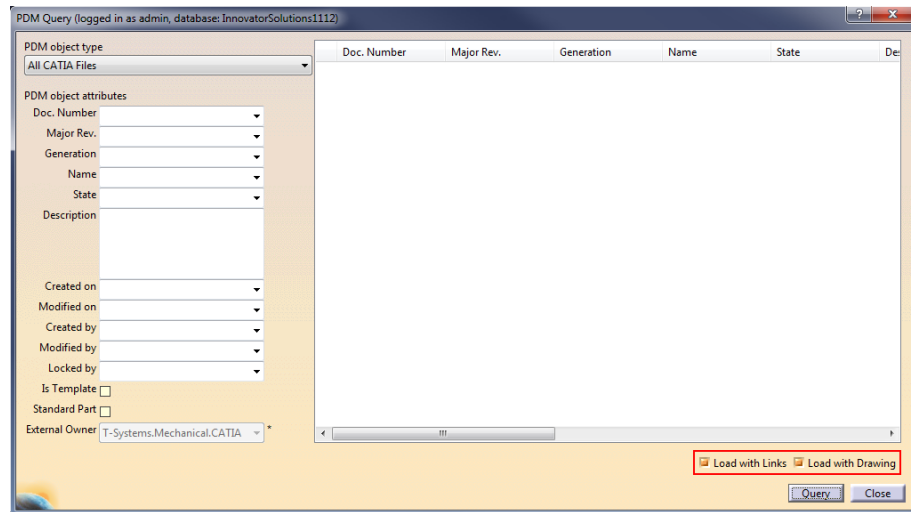 PDM Query (logged in as admin, database: InnovatorSolutions1112)
PDM object type
All CATIA Files
PDM object attributes
Doc. Number
Major Rev.
Generation
Name
State
Description
Created on
Modified on
Created by
Modified by
Locked by
Is Template
Standard Part
External Owner T-Systems.Mechanical.CATIA *
Doc. Number Major Rev. Generation Name State Des
Load with Links Load with Drawing
Query Close